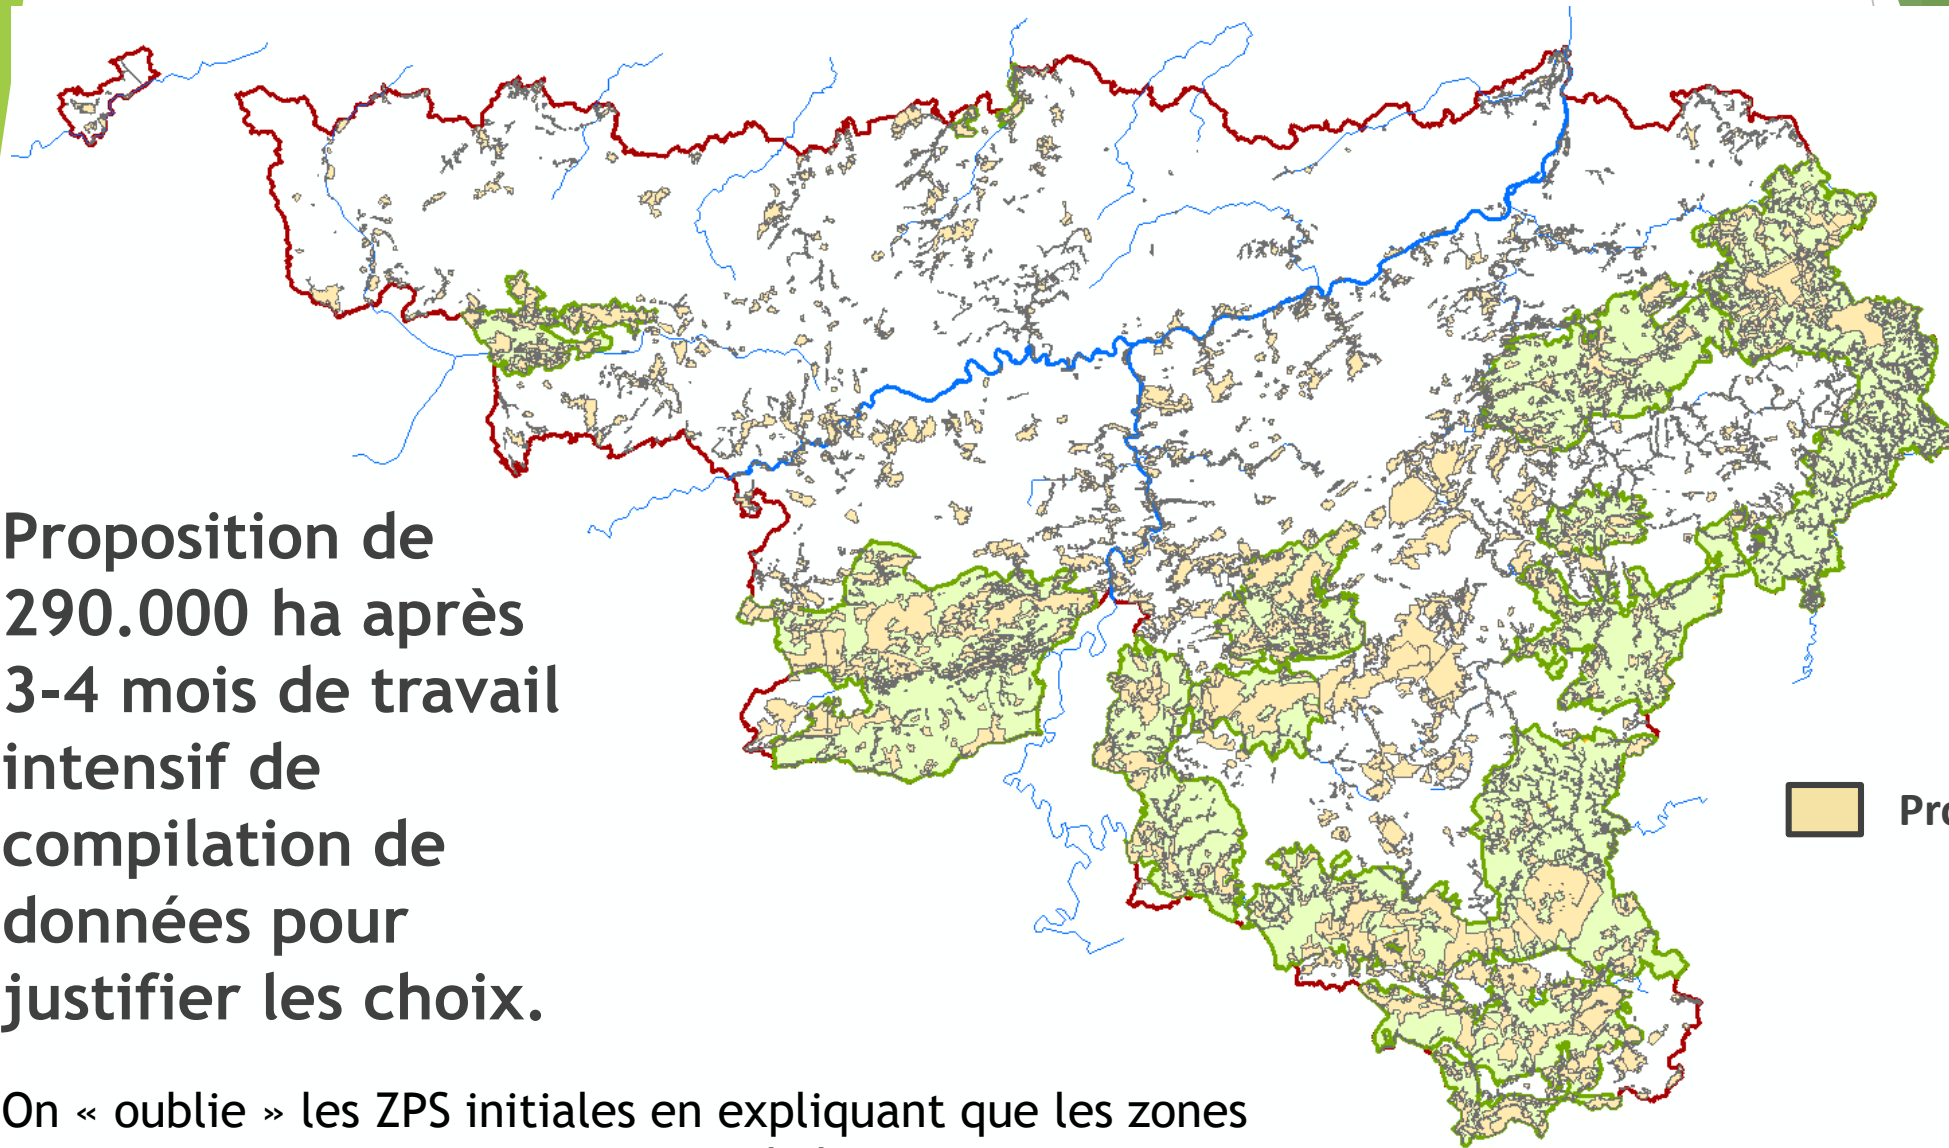 Proposition de
290.000 ha après
3-4 mois de travail
intensif de
compilation de
données pour
justifier les choix.
On « oublie » les ZPS initiales en expliquant que les zones